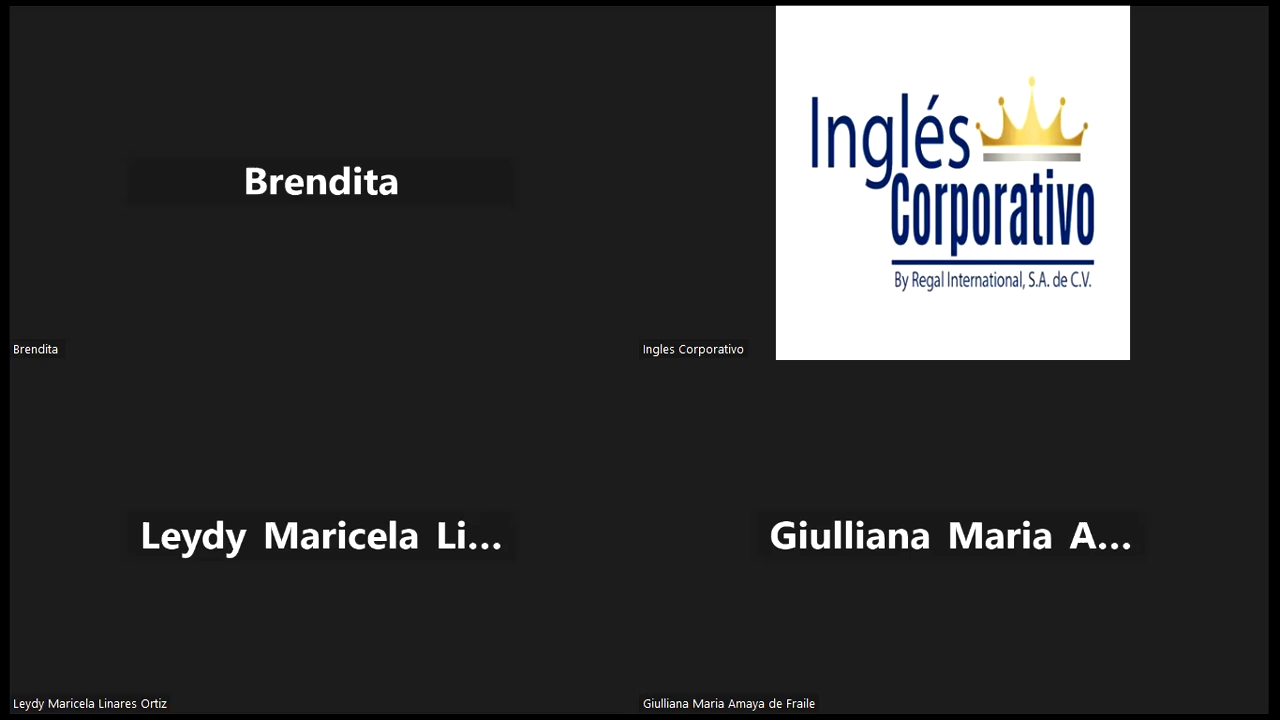 Brendita
Brendita
Inglés
Corporativo
By Regal International, S.A. de C.V.
Ingles Corporativo
Leydy Maricela Li...
Leydy Maricela Linares Ortiz
Giulliana Maria A...
Giulliana Maria Amaya de Fraile